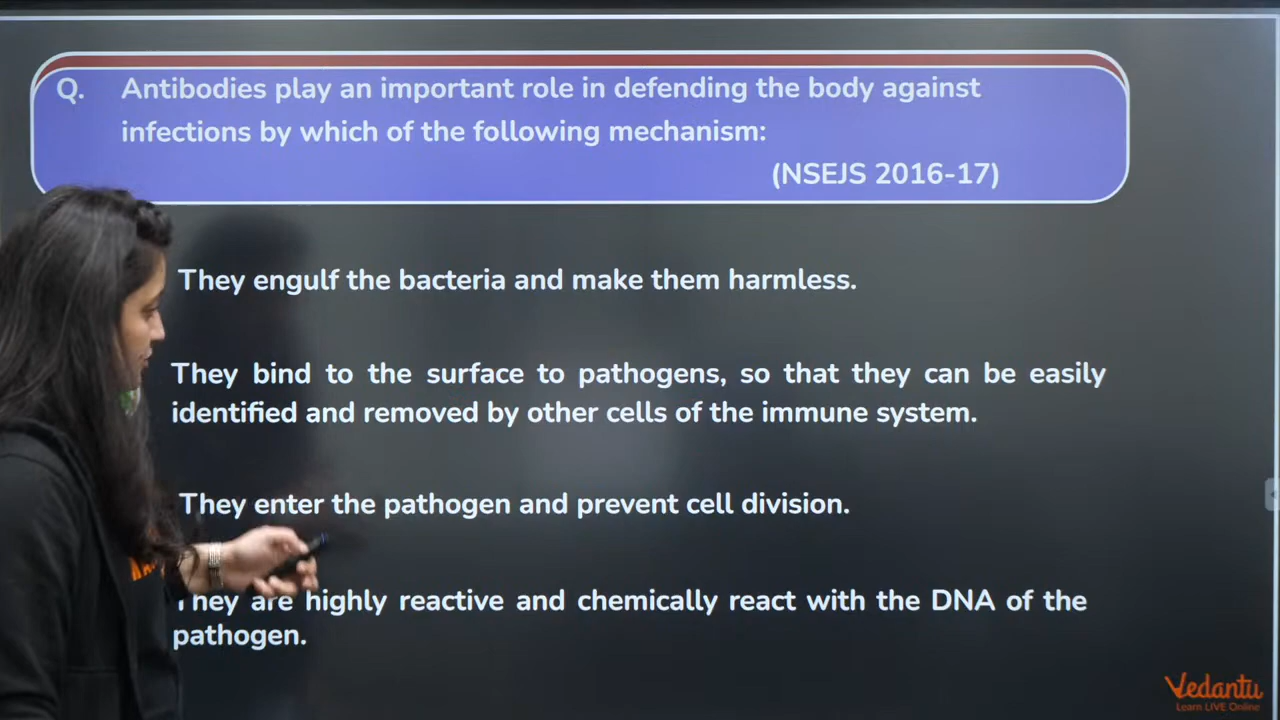 Q. Antibodies play an important role in defending the body against
infections by which of the following mechanism:
(NSEJS 2016-17)
They engulf the bacteria and make them harmless.
They bind to the surface to pathogens, so that they can be easily
identified and removed by other cells of the immune system.
They enter the pathogen and prevent cell division.
They are highly reactive and chemically react with the DNA of the
pathogen.
Vedantu
Learn LIVE Online